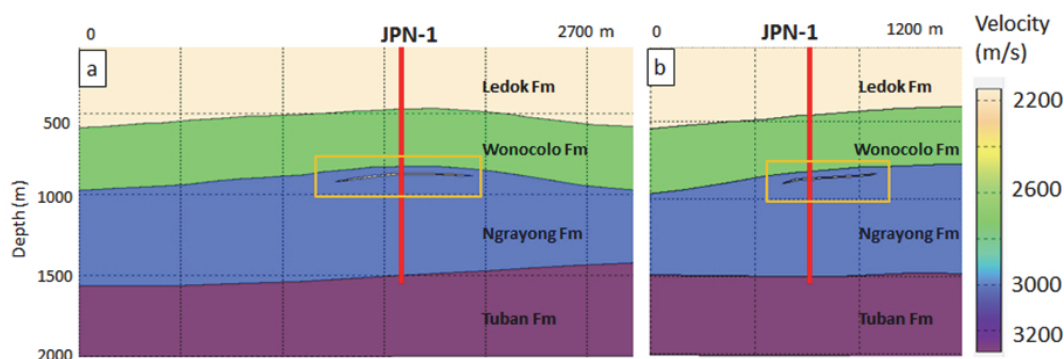 0 JPN-1 2700 m
a
Ledok Fm
500
Wonocolo Fm
1000
Ngrayong Fm
1500
Tuban Fm
2000
Depth (m)
0 JPN-1 1200 m
b
Ledok Fm
Wonocolo Fm
Ngrayong Fm
Tuban Fm
Velocity
(m/s)
2200
2600
3000
3200